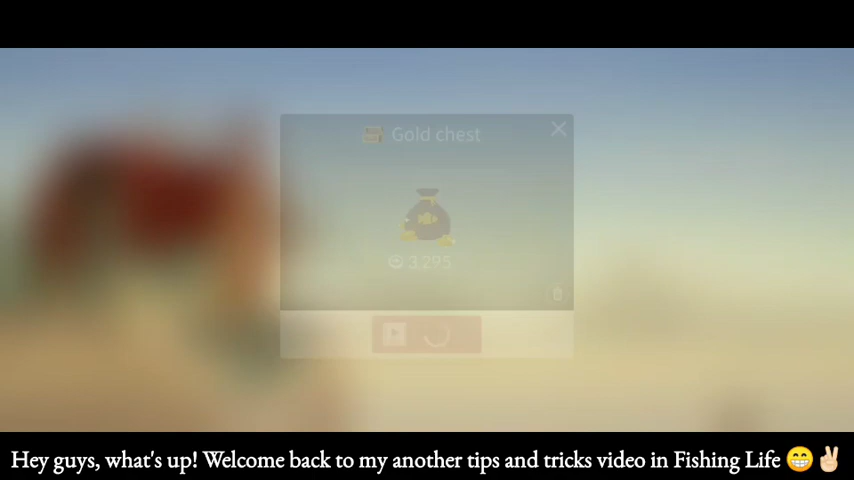 Gold chest
3,295
Hey guys, what's up! Welcome back to my another tips and tricks video in Fishing Life 😁✌🏻